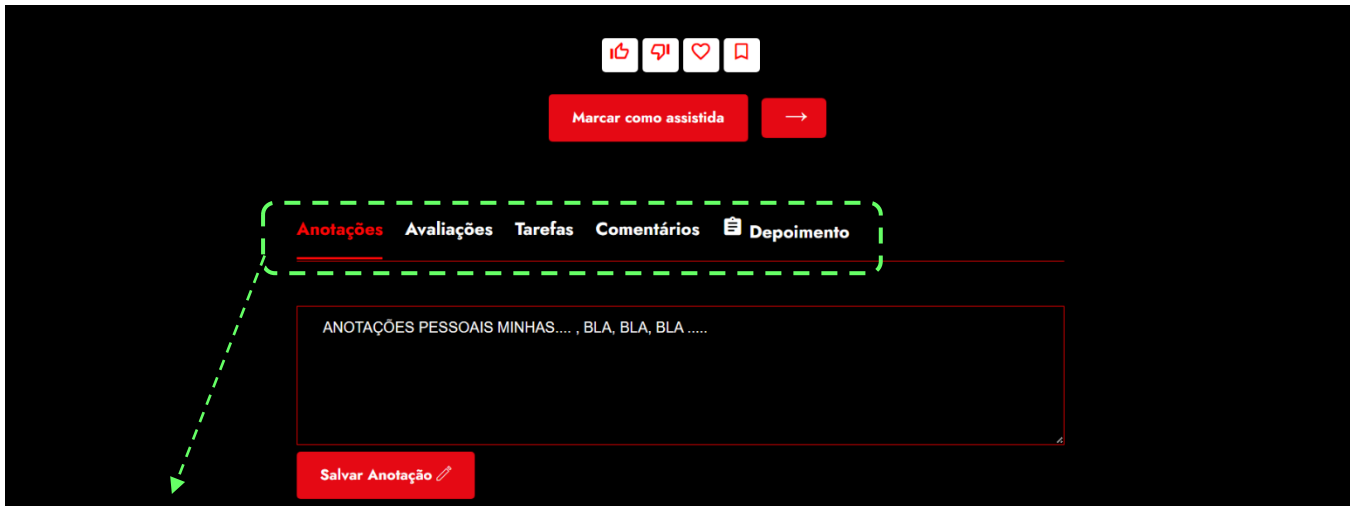 Marcar como assistida →
Anotações Avaliações Tarefas Comentários Depoimento
ANOTAÇÕES PESSOAIS MINHAS.... , BLA, BLA, BLA .....
Salvar Anotação